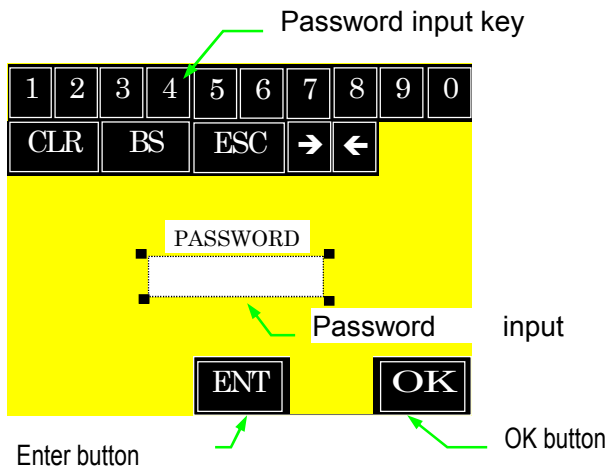 Password input key
1 2 3 4 5 6 7 8 9 0
CLR BS ESC → ←
PASSWORD
Password input
ENT OK
Enter button OK button